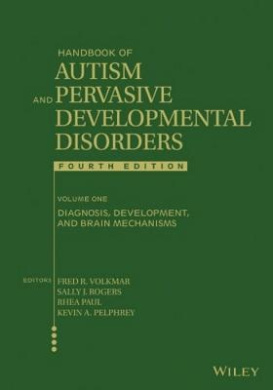 HANDBOOK OF
AUTISM
AND PERVASIVE
DEVELOPMENTAL
DISORDERS
FOURTH EDITION
VOLUME ONE
DIAGNOSIS, DEVELOPMENT,
AND BRAIN MECHANISMS
EDITORS FRED R. VOLKMAR
SALLY J. ROGERS
RHEA PAUL
KEVIN A. PELPHREY
WILEY